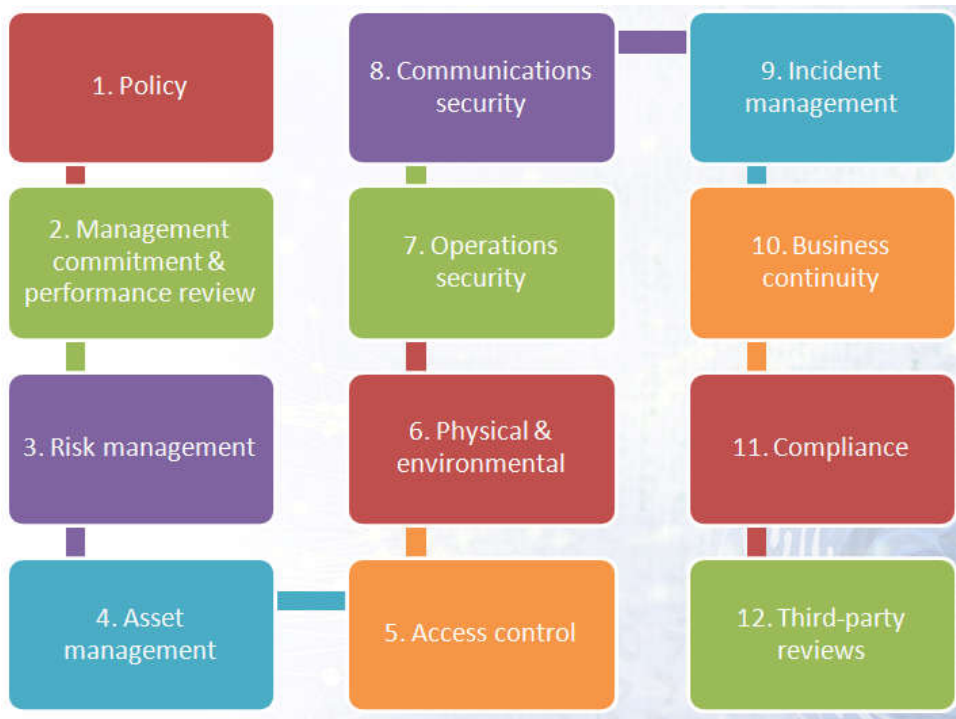 1. Policy
2. Management
commitment &
performance review
3. Risk management
4. Asset
management
5. Access control
6. Physical &
environmental
7. Operations
security
8. Communications
security
9. Incident
management
10. Business
continuity
11. Compliance
12. Third-party
reviews